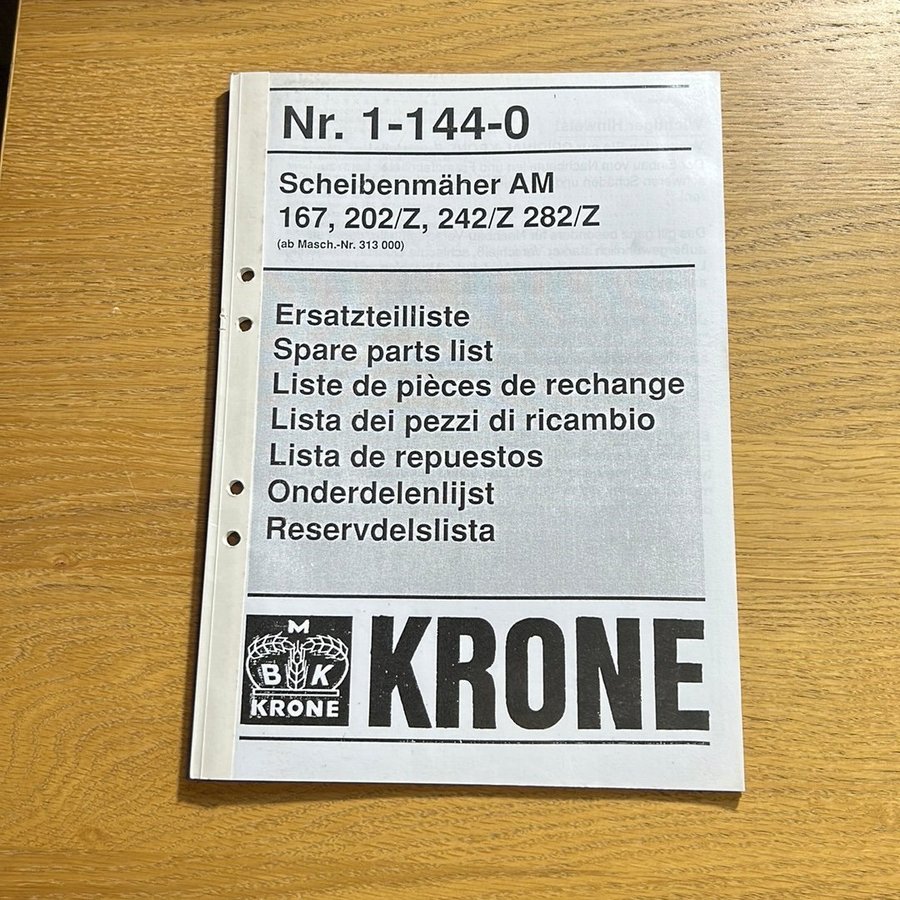 Nr. 1-144-0
Scheibenmäher AM
167, 202/Z, 242/Z 282/Z
(ab Masch.-Nr. 313 000)
Ersatzteilliste
Spare parts list
Liste de pièces de rechange
Lista dei pezzi di ricambio
Lista de repuestos
Onderdelenlijst
Reservdelslista
M
B K
KRONE
KRONE